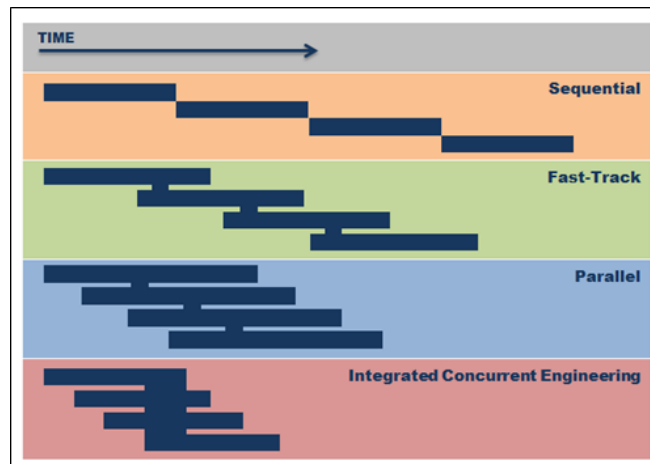 TIME
Sequential
Fast-Track
Parallel
Integrated Concurrent Engineering